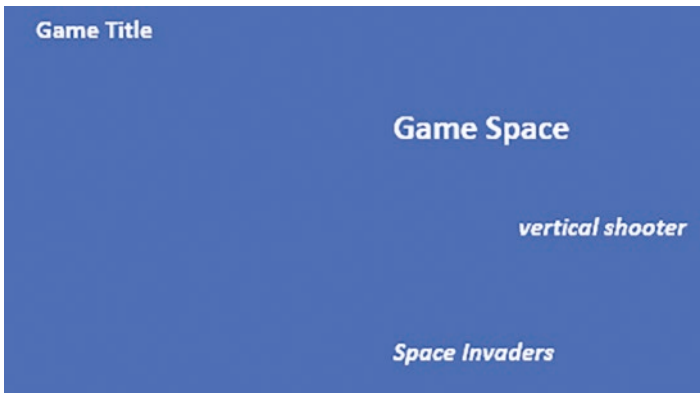 Game Title
Game Space
vertical shooter
Space Invaders